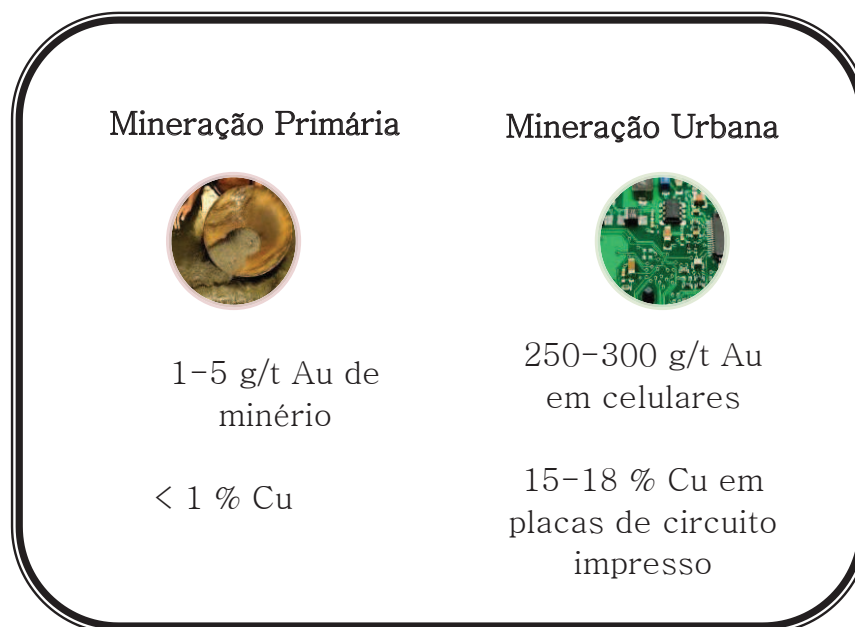 Mineração Primária
1-5 g/t Au de
minério
< 1 % Cu
Mineração Urbana
250-300 g/t Au
em celulares
15-18 % Cu em
placas de circuito
impresso